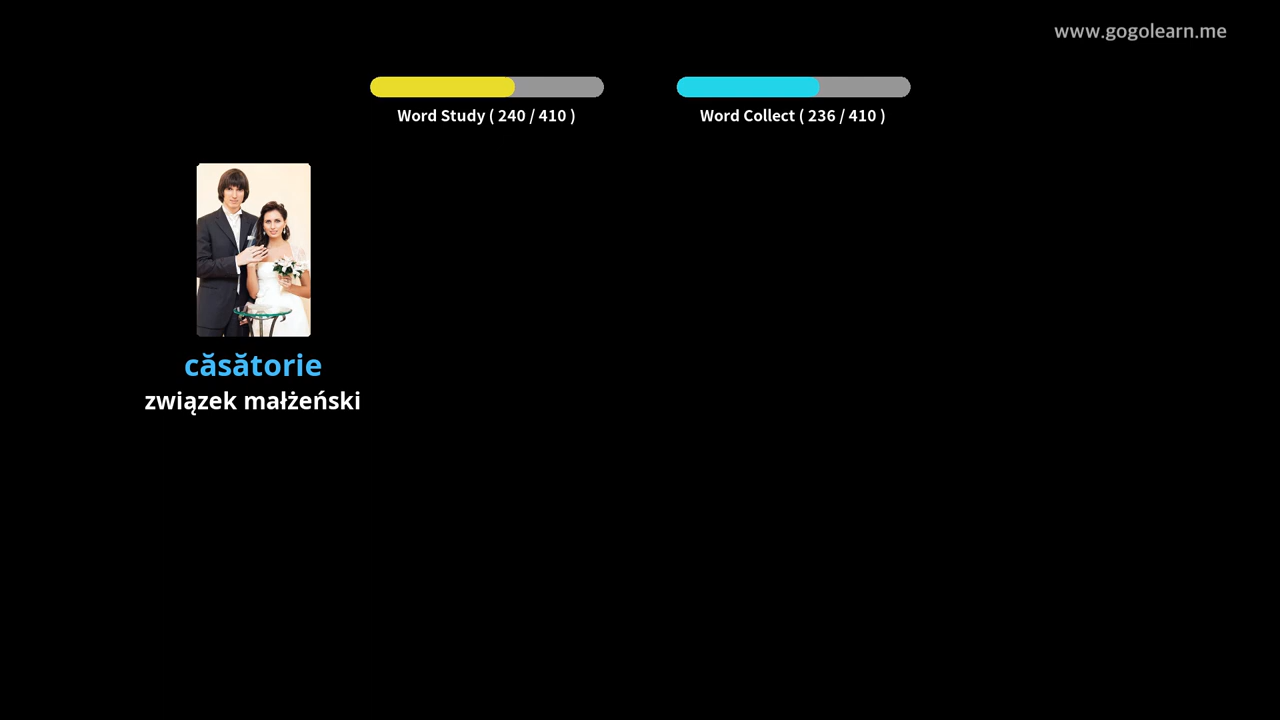 www.gogolearn.me
Word Study ( 240 / 410 )
Word Collect ( 236 / 410 )
căsătorie
związek małżeński